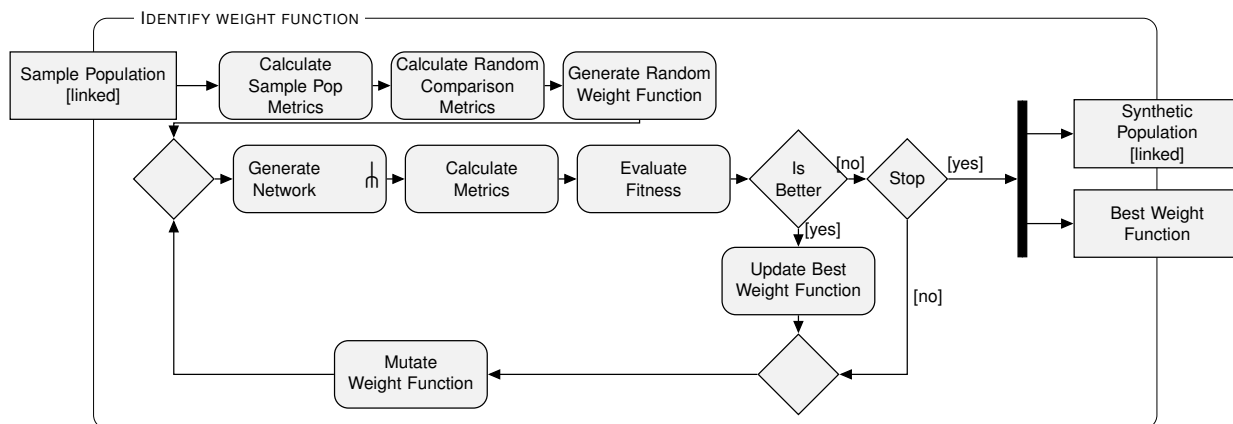 IDENTIFY WEIGHT FUNCTION
Sample Population
[linked]
Calculate
Sample Pop
Metrics
Calculate Random
Comparison
Metrics
Generate Random
Weight Function
Generate
Network
Calculate
Metrics
Evaluate
Fitness
Is
Better
[no]
Stop
[yes]
[yes]
Update Best
Weight Function
[no]
Mutate
Weight Function
Synthetic
Population
[linked]
Best Weight
Function